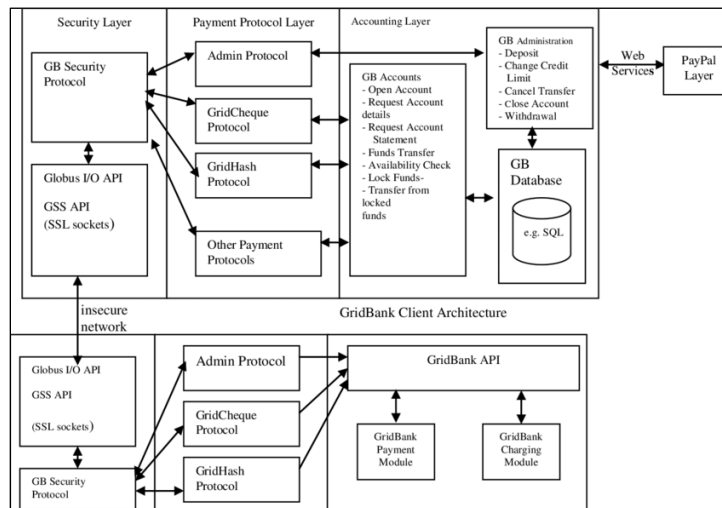 Security Layer
Payment Protocol Layer
Accounting Layer
GB Security
Protocol
Globus I/O API
GSS API
(SSL sockets)
Admin Protocol
GridCheque
Protocol
GridHash
Protocol
Other Payment
Protocols
GB Accounts
- Open Account
- Request Account
details
- Request Account
Statement
- Funds Transfer
- Availability Check
- Lock Funds-
- Transfer from
locked
funds
GB Administration
- Deposit
- Change Credit
Limit
- Cancel Transfer
- Close Account
- Withdrawal
GB
Database
e.g. SQL
Web
Services
PayPal
Layer
insecure
network
GridBank Client Architecture
Globus I/O API
GSS API
(SSL sockets)
GB Security
Protocol
Admin Protocol
GridCheque
Protocol
GridHash
Protocol
GridBank API
GridBank
Payment
Module
GridBank
Charging
Module